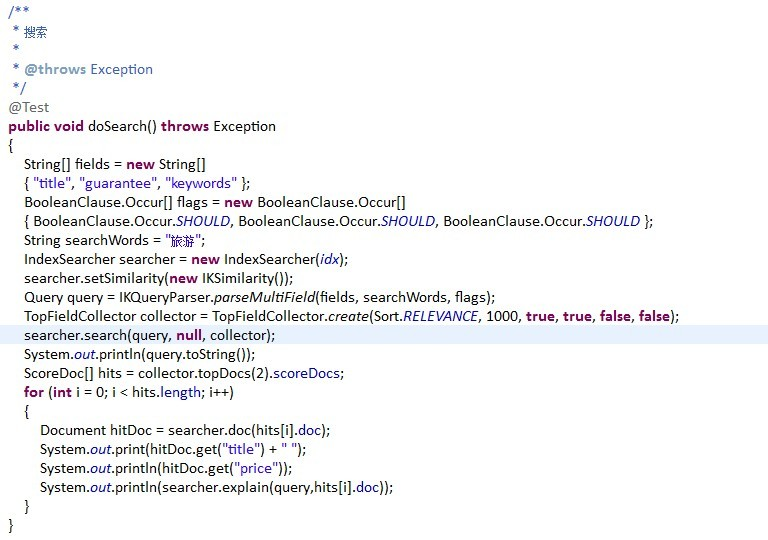 /**
 * 搜索
 *
 * @throws Exception
 */
@Test
public void doSearch() throws Exception
{
    String[] fields = new String[]
    { "title", "guarantee", "keywords" };
    BooleanClause.Occur[] flags = new BooleanClause.Occur[]
    { BooleanClause.Occur.SHOULD, BooleanClause.Occur.SHOULD, BooleanClause.Occur.SHOULD };
    String searchWords = "旅游";
    IndexSearcher searcher = new IndexSearcher(idx);
    searcher.setSimilarity(new IKSimilarity());
    Query query = IKQueryParser.parseMultiField(fields, searchWords, flags);
    TopFieldCollector collector = TopFieldCollector.create(Sort.RELEVANCE, 1000, true, true, false, false);
    searcher.search(query, null, collector);
    System.out.println(query.toString());
    ScoreDoc[] hits = collector.topDocs(2).scoreDocs;
    for (int i = 0; i < hits.length; i++)
    {
        Document hitDoc = searcher.doc(hits[i].doc);
        System.out.print(hitDoc.get("title") + " ");
        System.out.println(hitDoc.get("price"));
        System.out.println(searcher.explain(query,hits[i].doc));
    }
}